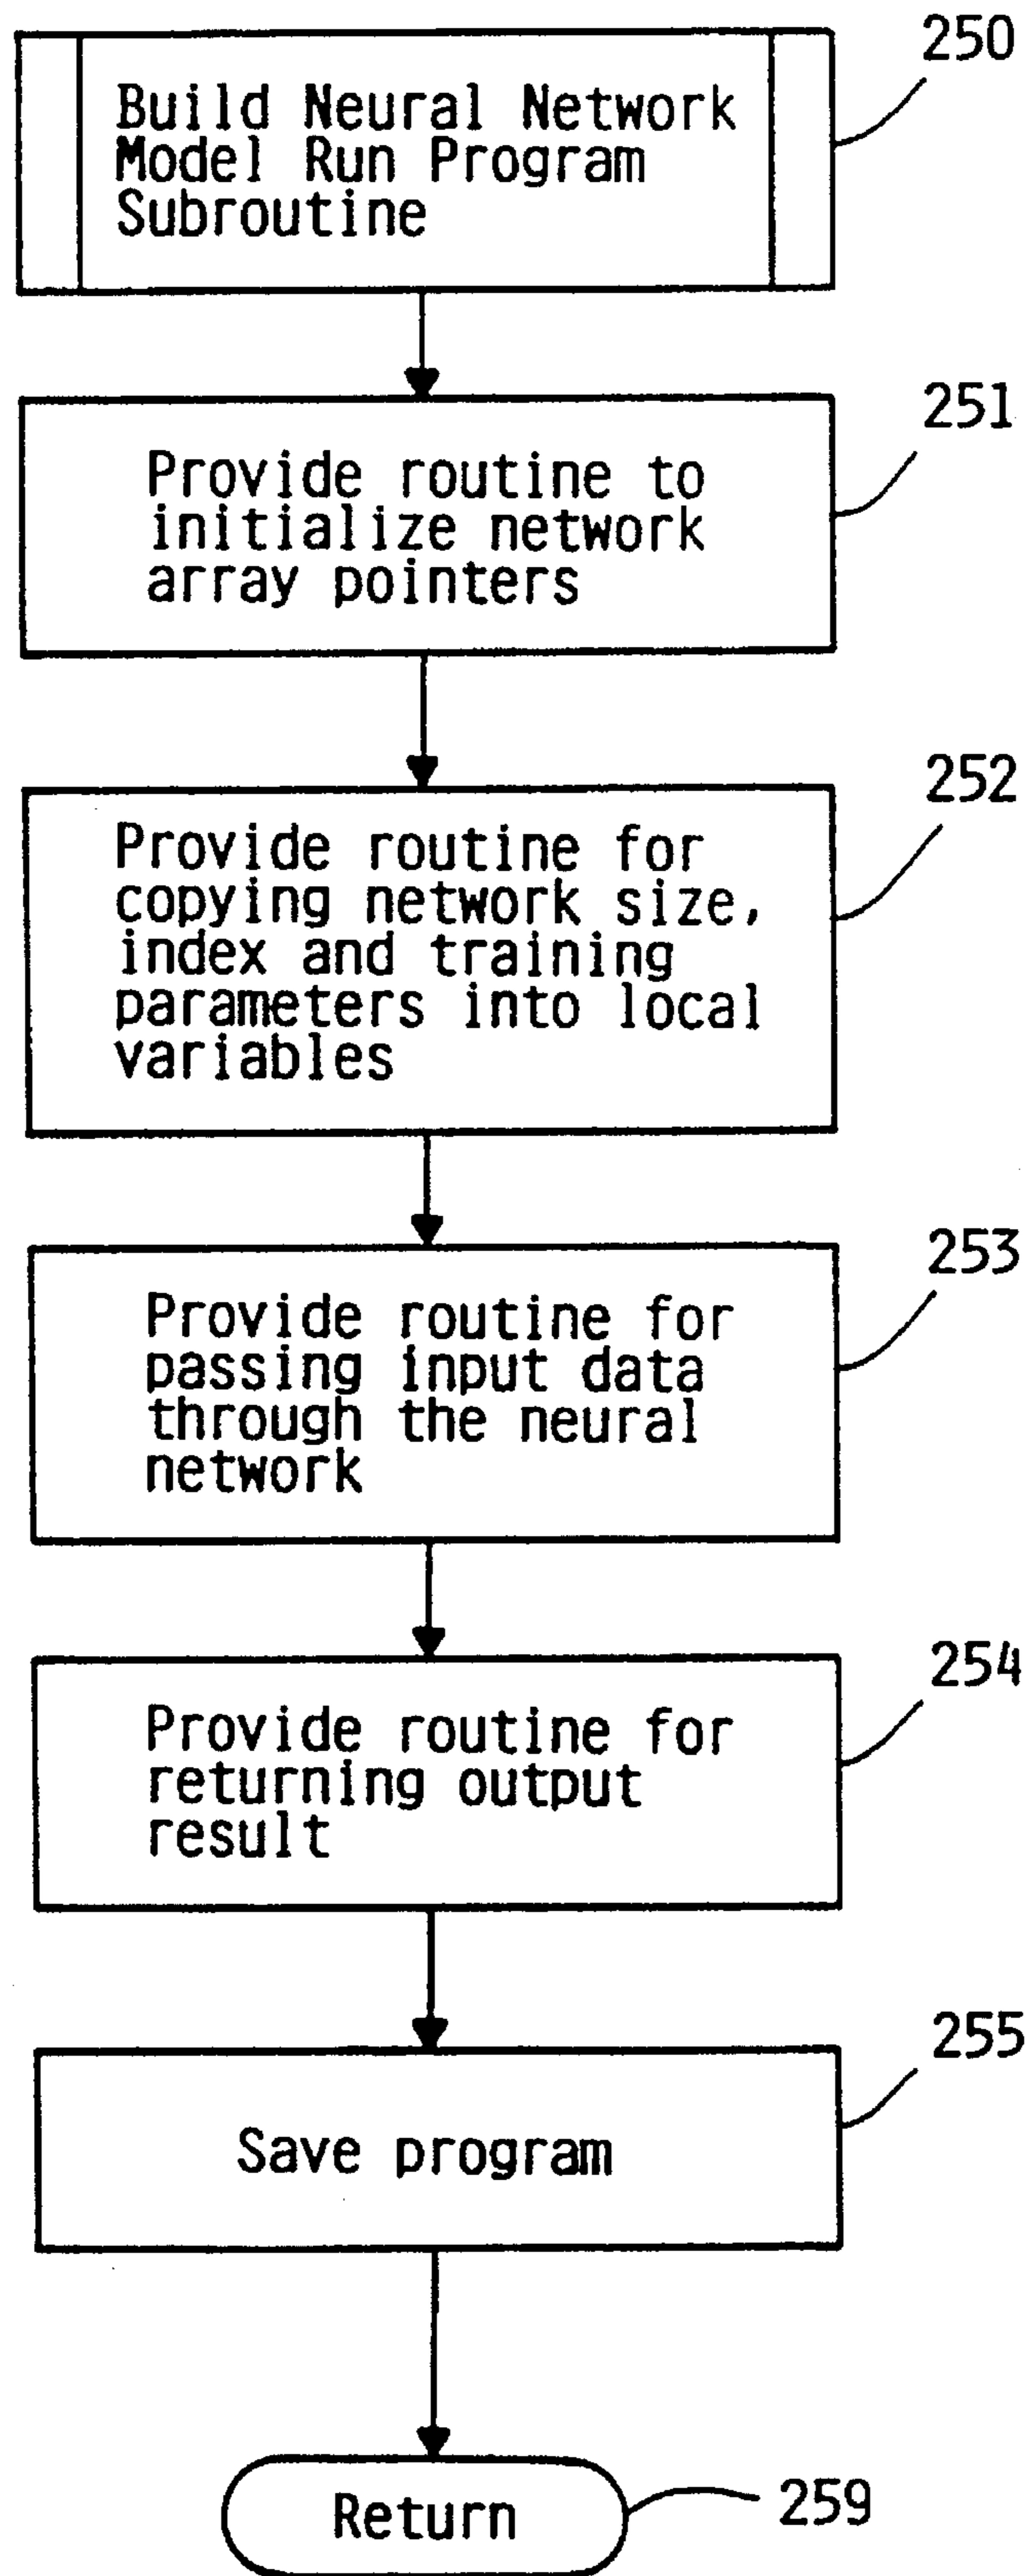 250
Build Neural Network
Model Run Program
Subroutine
251
Provide routine to
initialize network
array pointers
252
Provide routine for
copying network size,
index and training
parameters into local
variables
253
Provide routine for
passing input data
through the neural
network
254
Provide routine for
returning output
result
255
Save program
Return
259